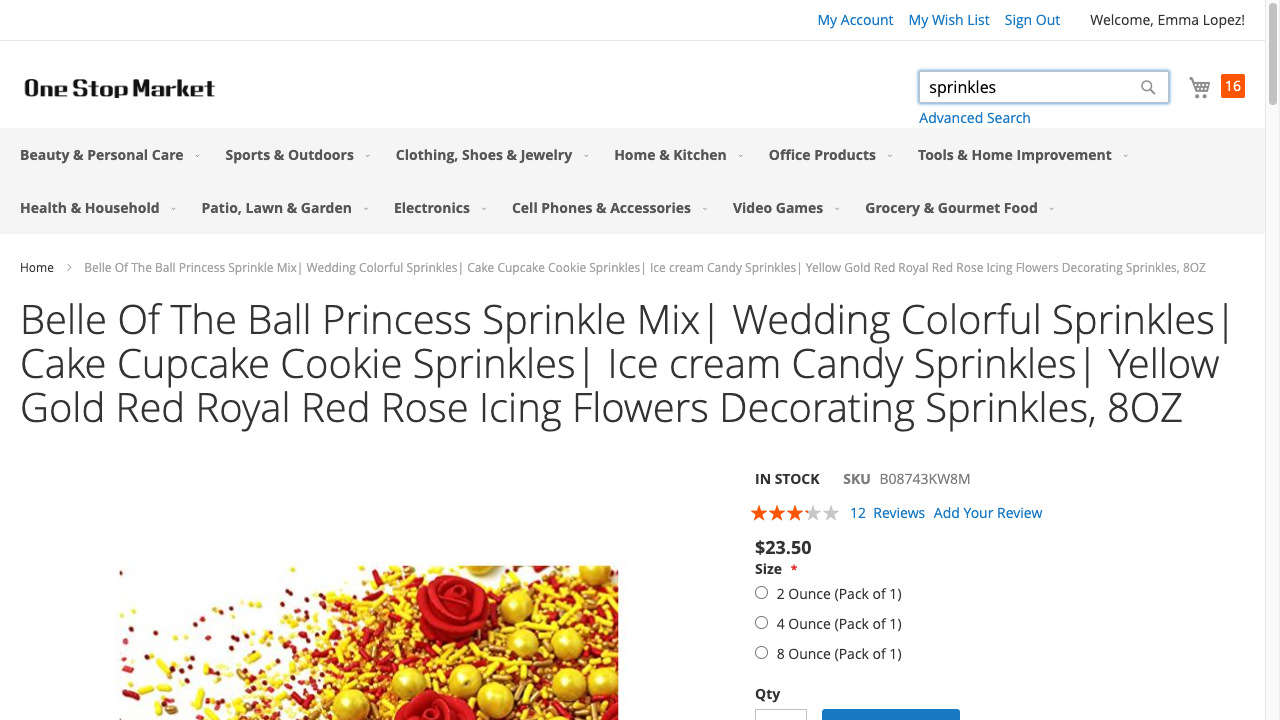 My Account My Wish List Sign Out Welcome, Emma Lopez!
One Stop Market
sprinkles
16
Advanced Search
Beauty & Personal Care Sports & Outdoors Clothing, Shoes & Jewelry Home & Kitchen Office Products Tools & Home Improvement
Health & Household Patio, Lawn & Garden Electronics Cell Phones & Accessories Video Games Grocery & Gourmet Food
Home Belle Of The Ball Princess Sprinkle Mix| Wedding Colorful Sprinkles| Cake Cupcake Cookie Sprinkles| Ice cream Candy Sprinkles| Yellow Gold Red Royal Red Rose Icing Flowers Decorating Sprinkles, 8OZ
Belle Of The Ball Princess Sprinkle Mix| Wedding Colorful Sprinkles|
Cake Cupcake Cookie Sprinkles| Ice cream Candy Sprinkles| Yellow
Gold Red Royal Red Rose Icing Flowers Decorating Sprinkles, 8OZ
IN STOCK SKU B08743KW8M
12 Reviews Add Your Review
$23.50
Size *
2 Ounce (Pack of 1)
4 Ounce (Pack of 1)
8 Ounce (Pack of 1)
Qty